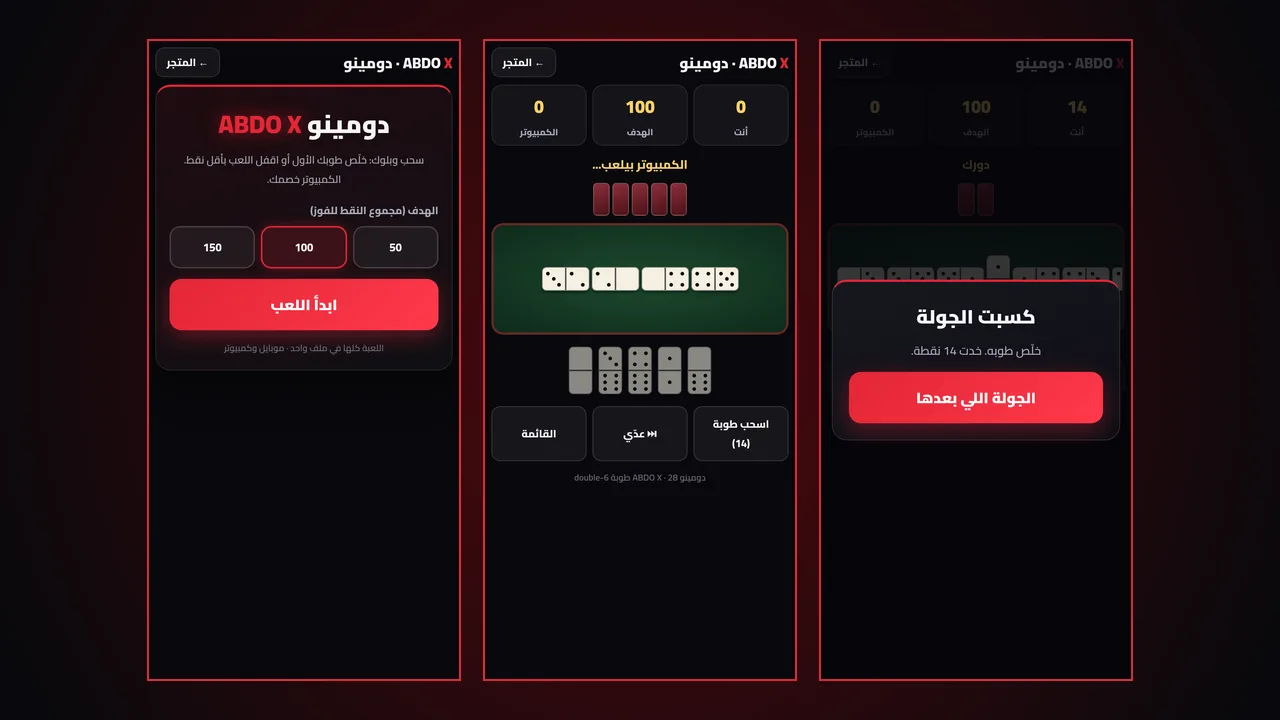 ABDO X · دومينو
← المتجر
دومينو ABDO X
سحب وبلوك: خلّص طوبك الأول أو اقفل اللعب بأقل نقط.
الكمبيوتر خصمك.
الهدف (مجموع النقط للفوز)
50
100
150
ابدأ اللعب
اللعبة كلها في ملف واحد · موبايل وكمبيوتر
ABDO X · دومينو
← المتجر
0
أنت
100
الهدف
0
الكمبيوتر
الكمبيوتر بيلعب...
اسحب طوبة
(14)
⏭ عدّي
القائمة
دومينو ABDO X · 28 طوبة double-6
ABDO X · دومينو
← المتجر
14
أنت
100
الهدف
0
الكمبيوتر
دورك
كسبت الجولة
خلّص طوبه. خدت 14 نقطة.
الجولة اللي بعدها